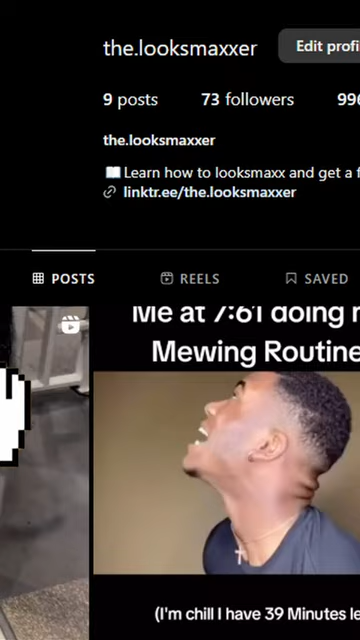 the.looksmaxxer
Edit profi
9 posts 73 followers 996
the.looksmaxxer
📖Learn how to looksmaxx and get a f
linktr.ee/the.looksmaxxer
POSTS REELS SAVED
Me at 7:61 doing
Mewing Routine
(I'm chill I have 39 Minutes le